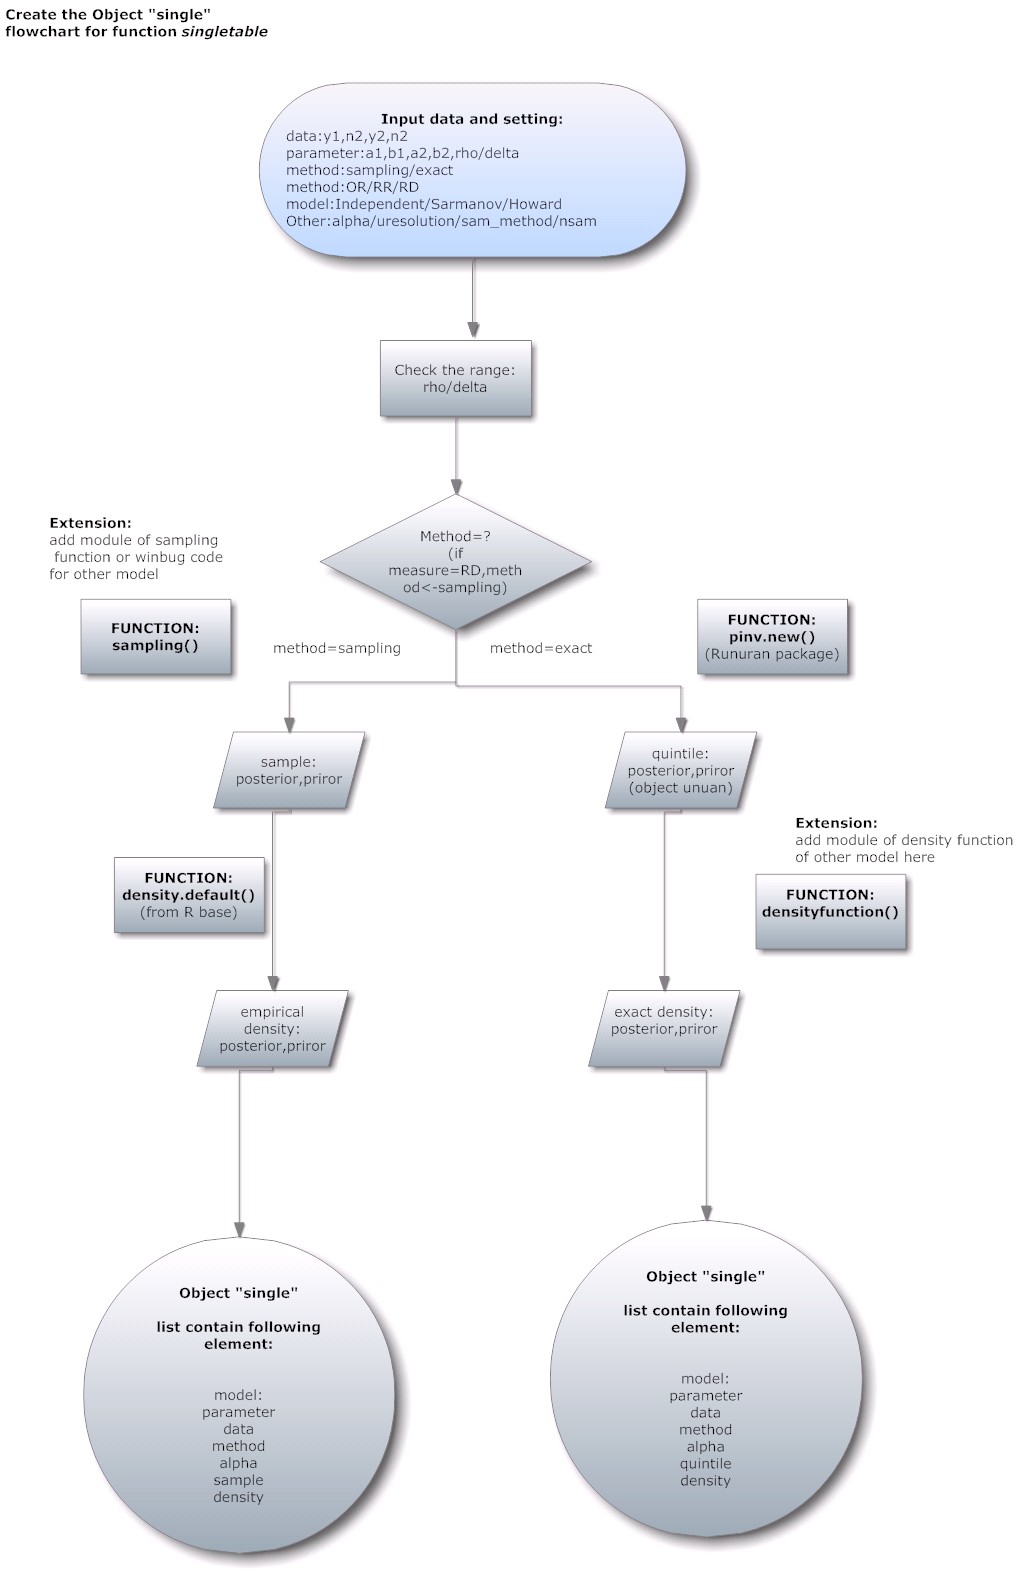 Create the Object "single"
flowchart for function singletable
Input data and setting:
data:y1,n2,y2,n2
parameter:a1,b1,a2,b2,rho/delta
method:sampling/exact
method:OR/RR/RD
model:Independent/Sarmanov/Howard
Other:alpha/uresolution/sam_method/nsam
Check the range:
rho/delta
Method=?
(if
measure=RD,meth
od<-sampling)
Extension:
add module of sampling
function or winbug code
for other model
FUNCTION:
sampling()
method=sampling
method=exact
FUNCTION:
pinv.new()
(Runuran package)
sample:
posterior,priror
quintile:
posterior,priror
(object unuan)
Extension:
add module of density function
of other model here
FUNCTION:
density.default()
(from R base)
FUNCTION:
densityfunction()
empirical
density:
posterior,priror
exact density:
posterior,priror
Object "single"
list contain following
element:
model:
parameter
data
method
alpha
sample
density
Object "single"
list contain following
element:
model:
parameter
data
method
alpha
quintile
density